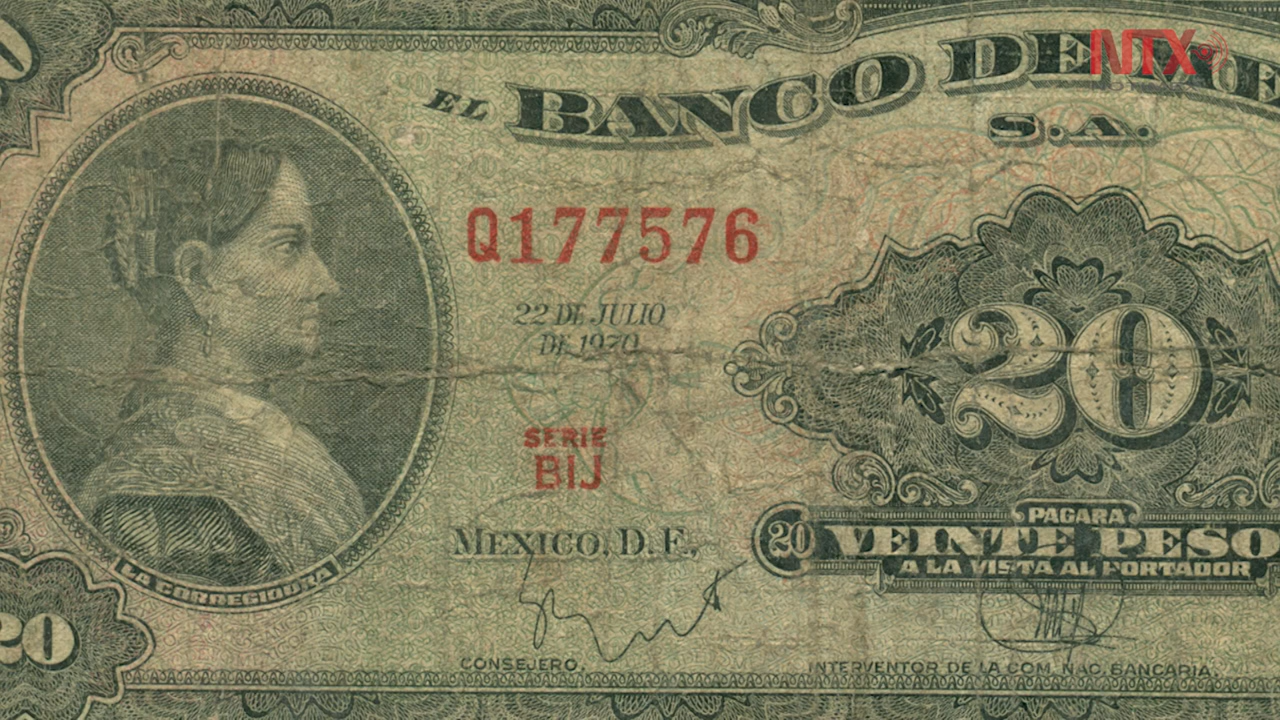 NTX
EL BANCO DE
S.A.
Q177576
22 DE JULIO
DE 1970
SERIE
BIJ
20
PAGARA
MEXICO, D.F.,
20 VEINTE PESO
A LA VISTA AL PORTADOR
LA CORREGIDORA
20
CONSEJERO.
INTERVENTOR DE LA COM. NAC. BANCARIA.